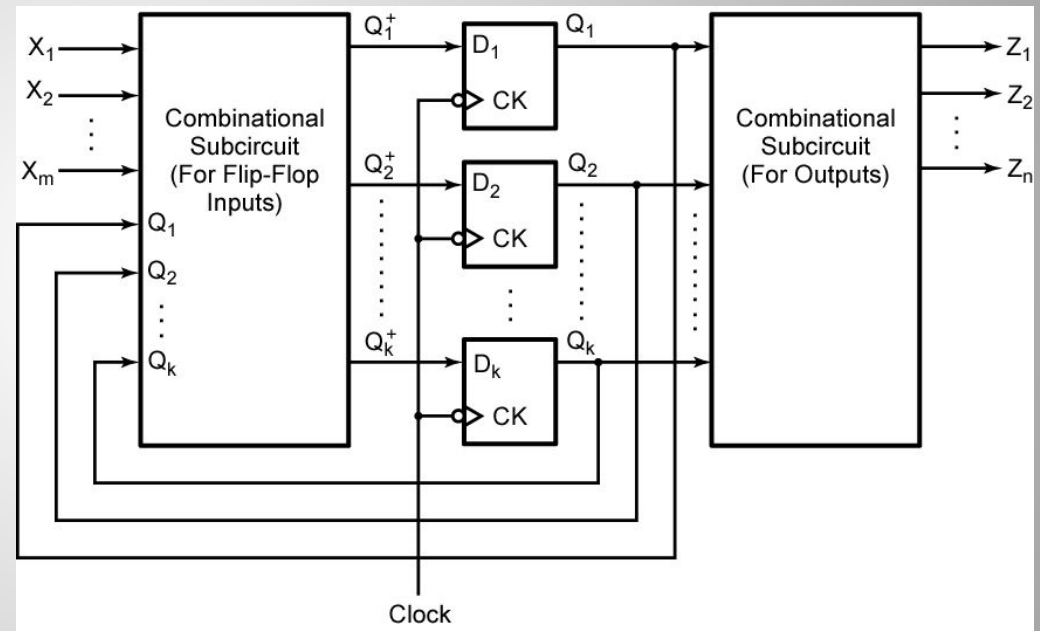 X1
X2
Xm
Q1
Q2
Qk
Combinational
Subcircuit
(For Flip-Flop
Inputs)
Q1+
Q2+
Qk+
D1
CK
D2
CK
Dk
CK
Q1
Q2
Qk
Combinational
Subcircuit
(For Outputs)
Z1
Z2
Zn
Clock